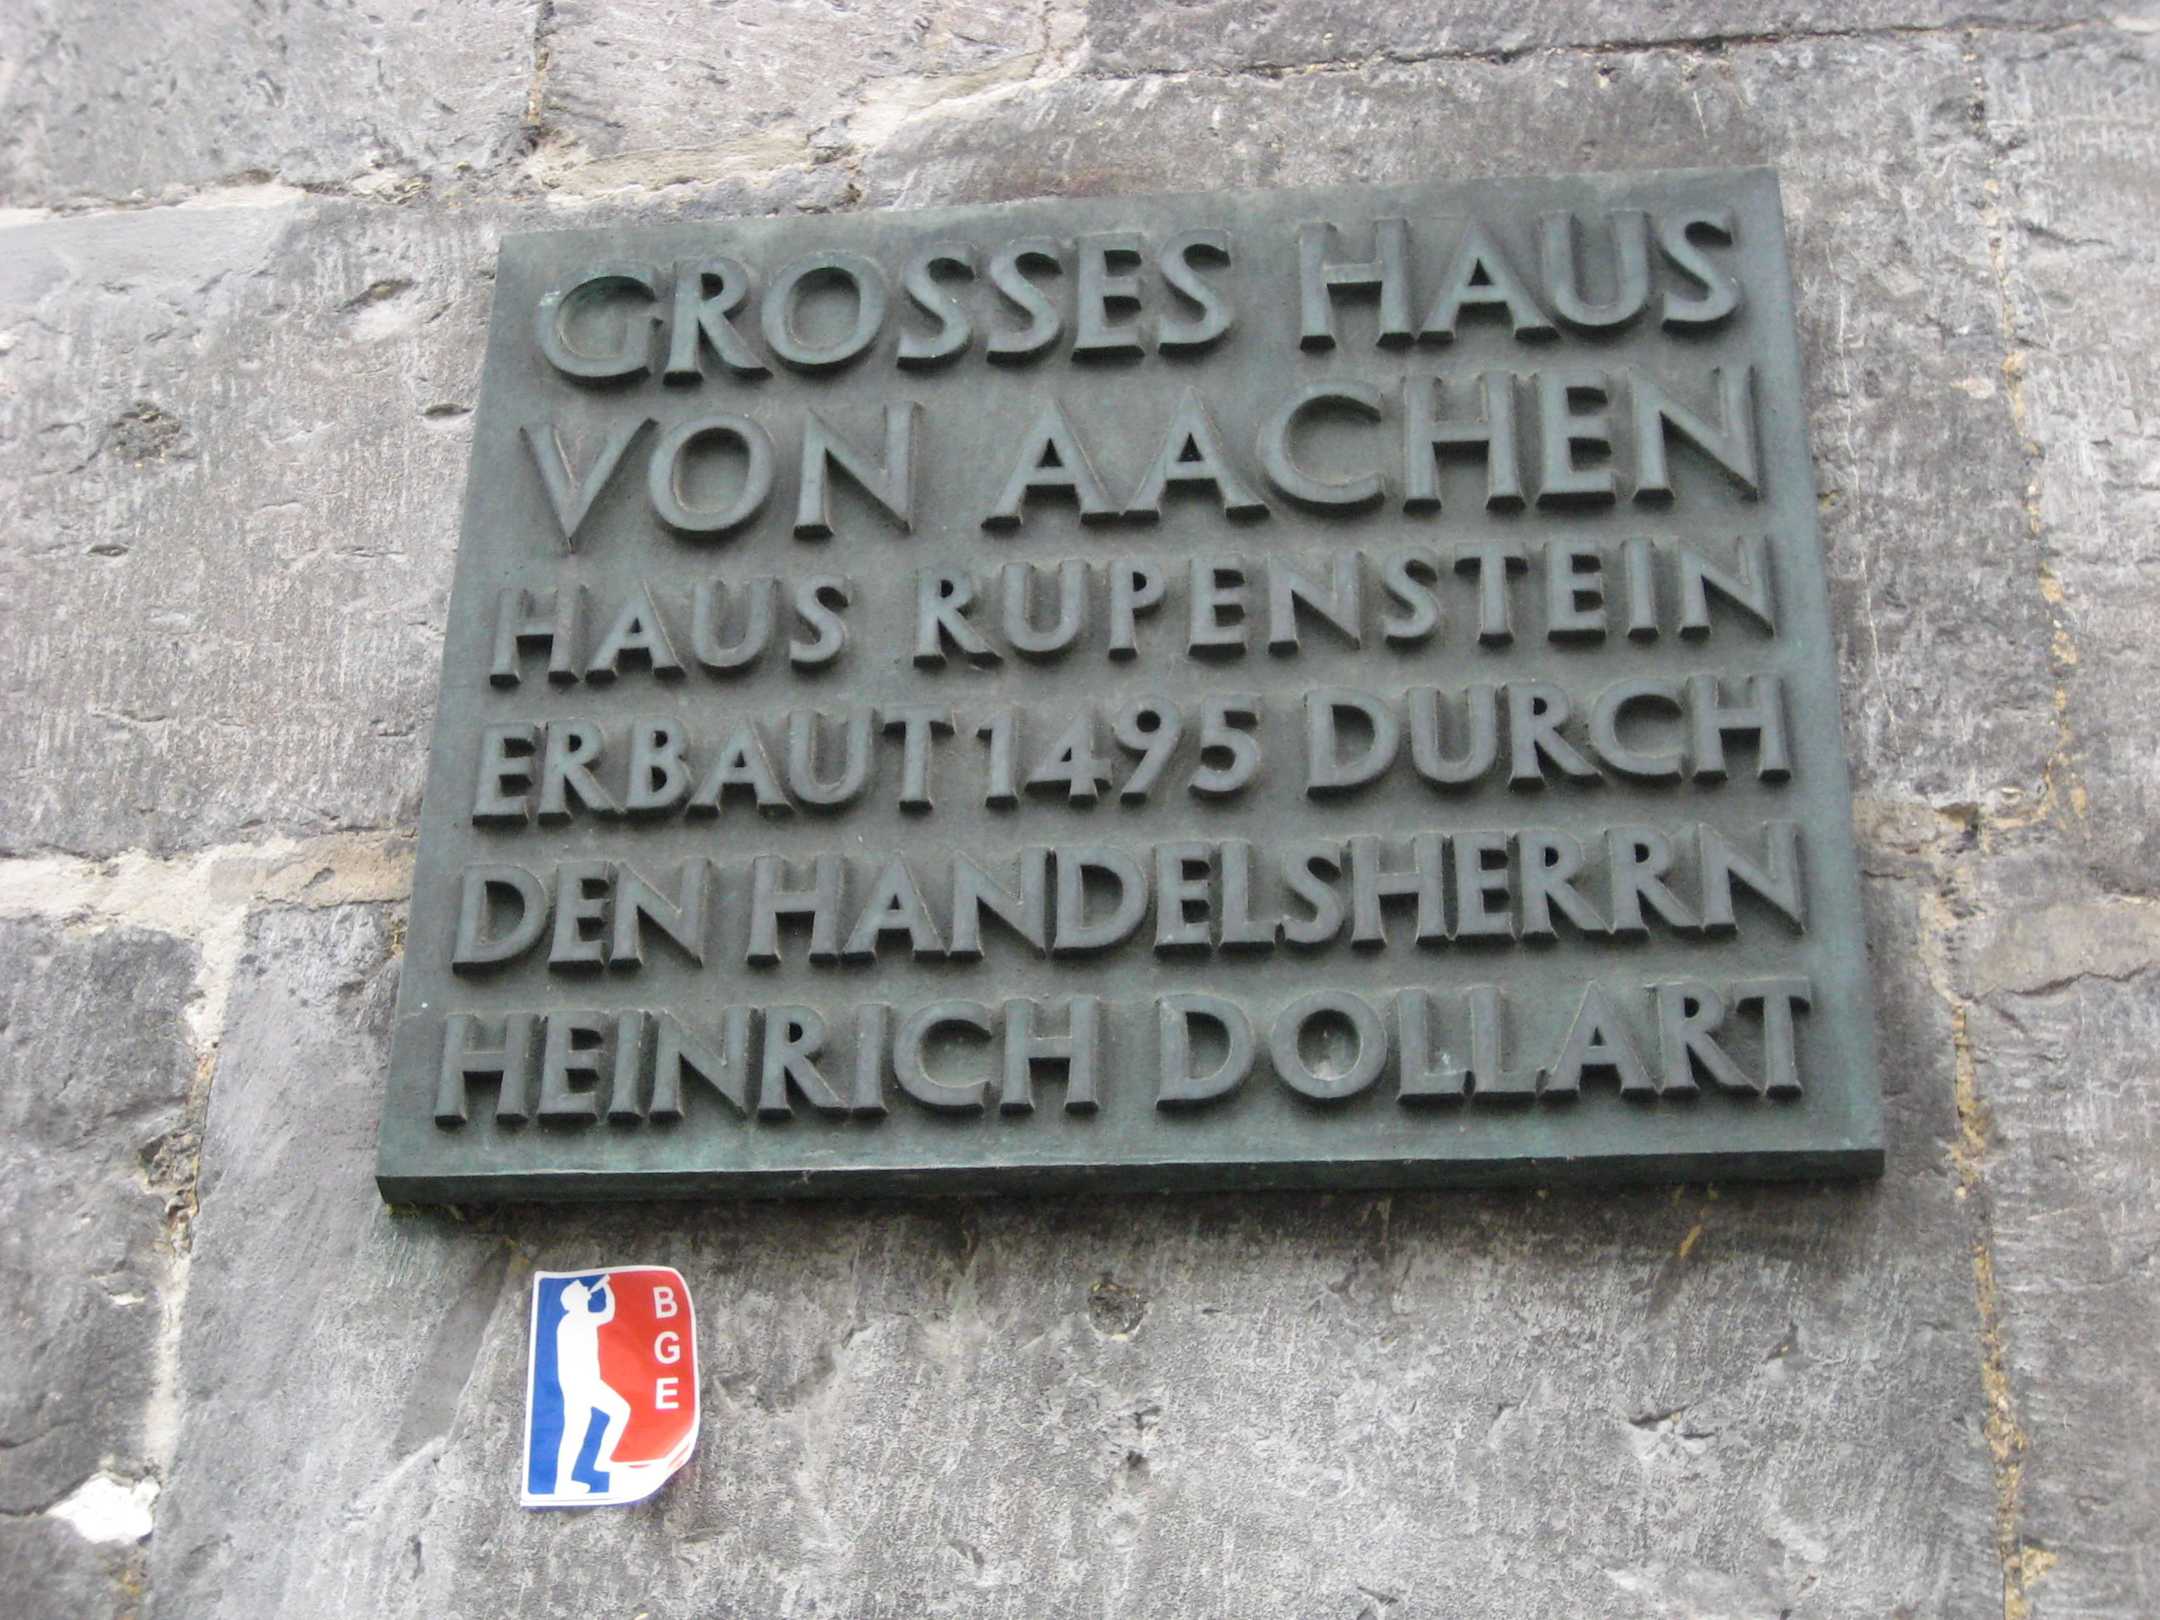 GROSSES HAUS
VON AACHEN
HAUS RUPENSTEIN
ERBAUT 1495 DURCH
DEN HANDELSHERRN
HEINRICH DOLLART
B
G
E